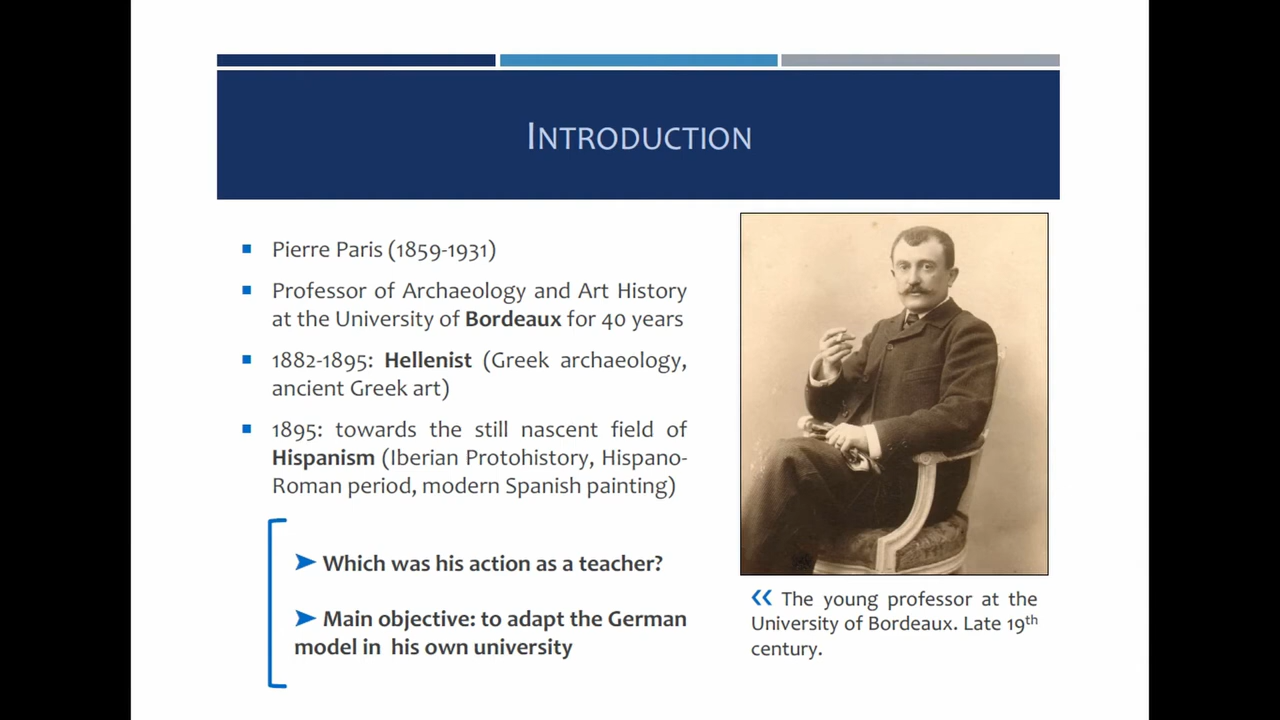 INTRODUCTION
Pierre Paris (1859-1931)
Professor of Archaeology and Art History
at the University of Bordeaux for 40 years
1882-1895: Hellenist (Greek archaeology,
ancient Greek art)
1895: towards the still nascent field of
Hispanism (Iberian Protohistory, Hispano-
Roman period, modern Spanish painting)
➤ Which was his action as a teacher?
➤ Main objective: to adapt the German
model in his own university
« The young professor at the
University of Bordeaux. Late 19th
century.